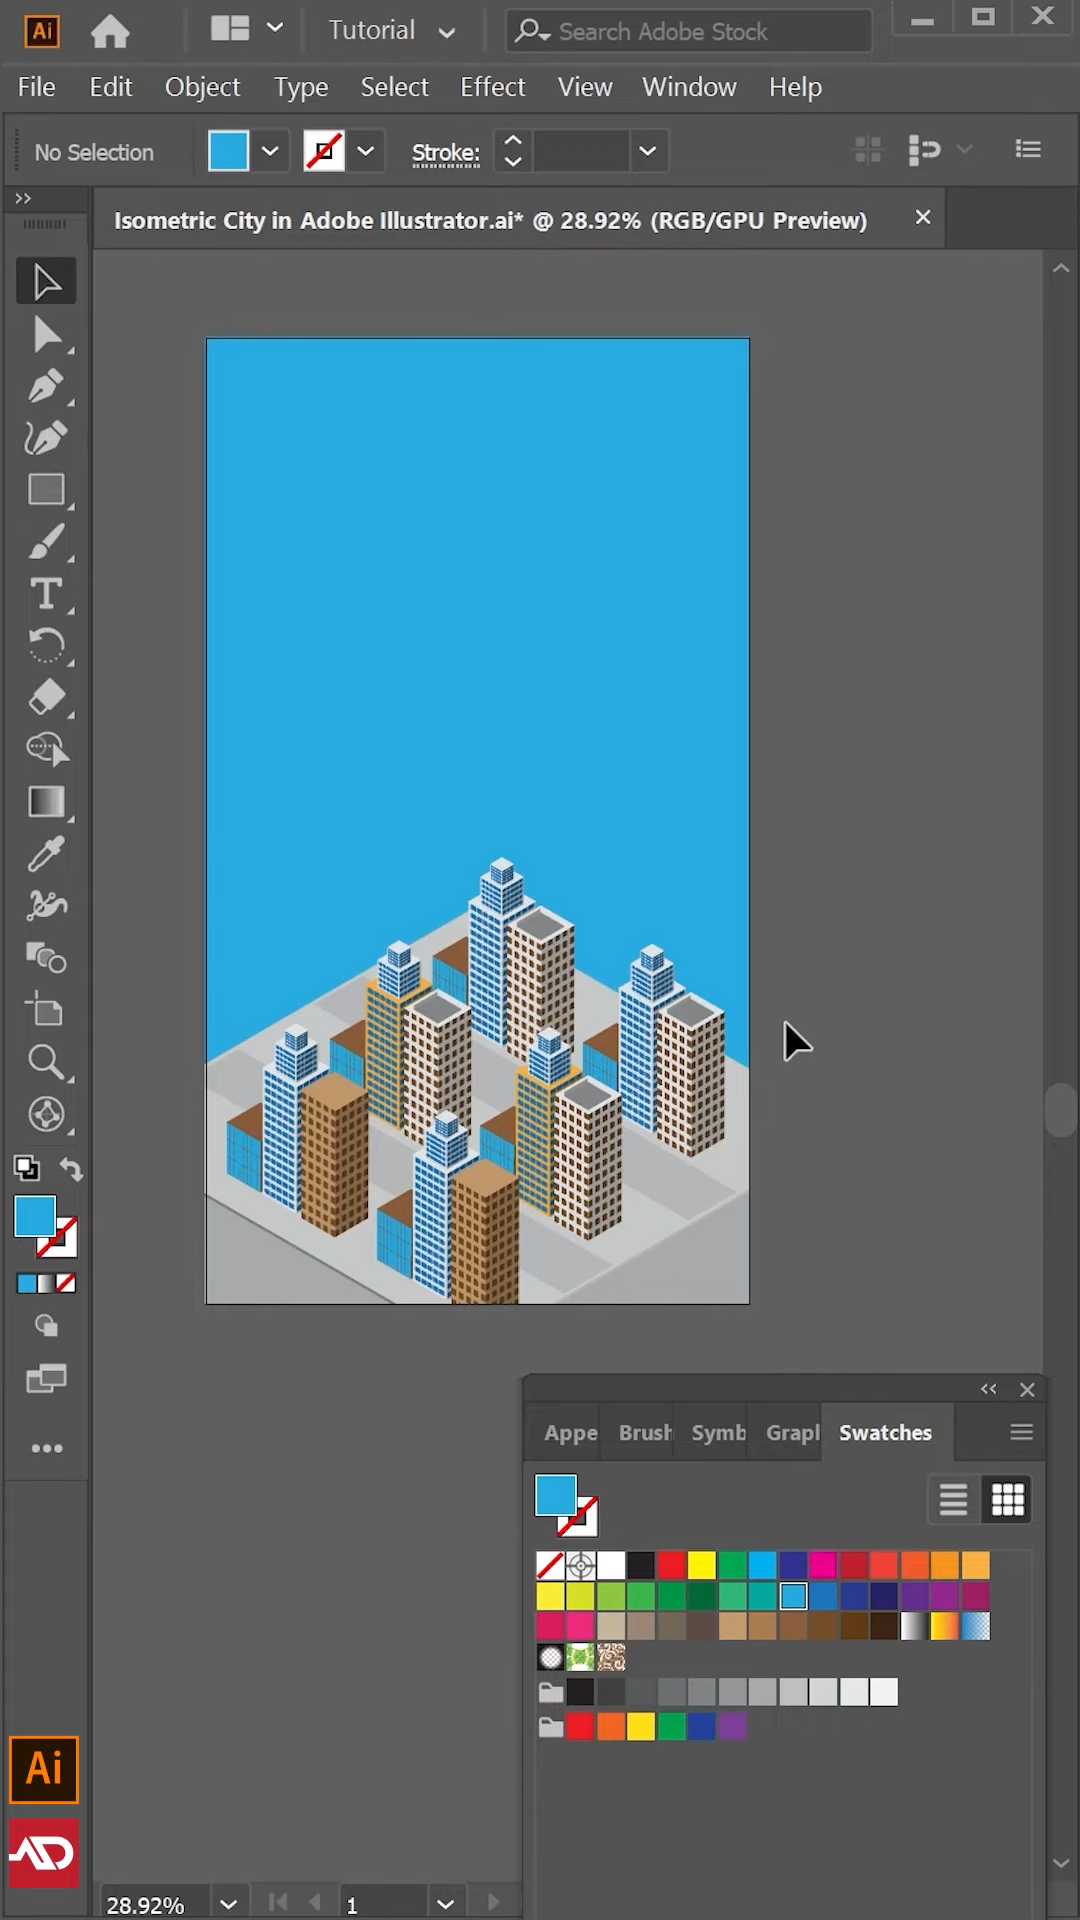 Ai
Tutorial
Search Adobe Stock
File Edit Object Type Select Effect View Window Help
No Selection
Stroke:
Isometric City in Adobe Illustrator.ai* @ 28.92% (RGB/GPU Preview)
T
Appe Brush Symb Grapl Swatches
Ai
AD
28.92%
1